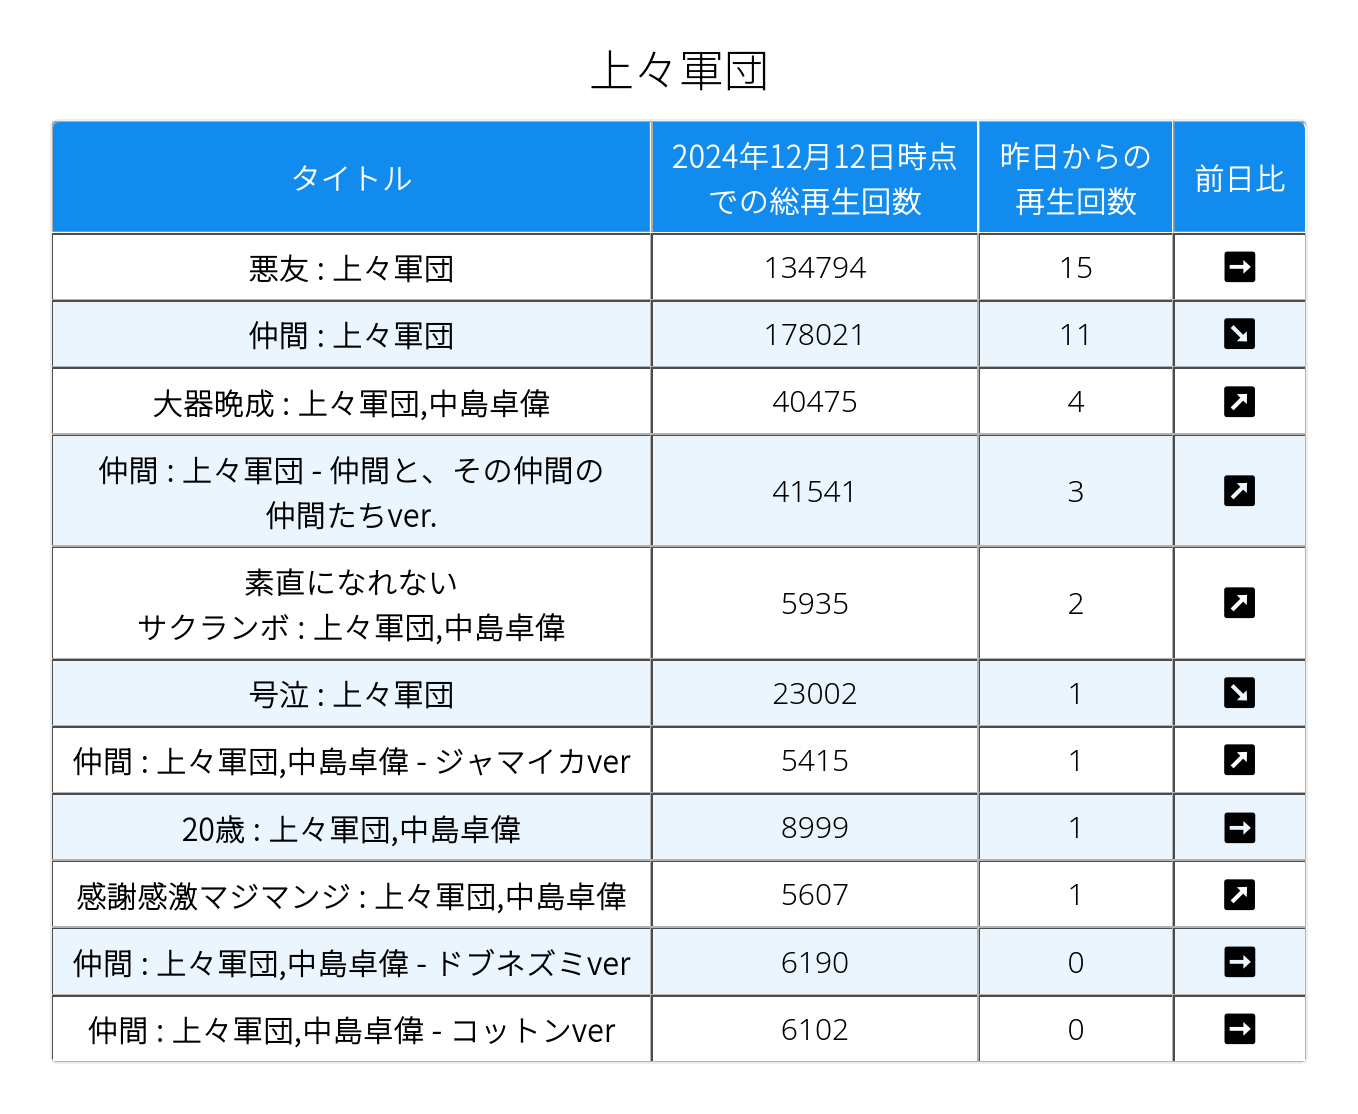 上々軍団
タイトル
2024年12月12日時点
での総再生回数
昨日からの
再生回数
前日比
悪友 : 上々軍団
134794
15
➡
仲間 : 上々軍団
178021
11
↘
大器晩成 : 上々軍団,中島卓偉
40475
4
↗
仲間 : 上々軍団 - 仲間と、その仲間の
仲間たちver.
41541
3
↗
素直になれない
サクランボ : 上々軍団,中島卓偉
5935
2
↗
号泣 : 上々軍団
23002
1
↘
仲間 : 上々軍団,中島卓偉 - ジャマイカver
5415
1
↗
20歳 : 上々軍団,中島卓偉
8999
1
➡
感謝感激マジマンジ : 上々軍団,中島卓偉
5607
1
↗
仲間 : 上々軍団,中島卓偉 - ドブネズミver
6190
0
➡
仲間 : 上々軍団,中島卓偉 - コットンver
6102
0
➡